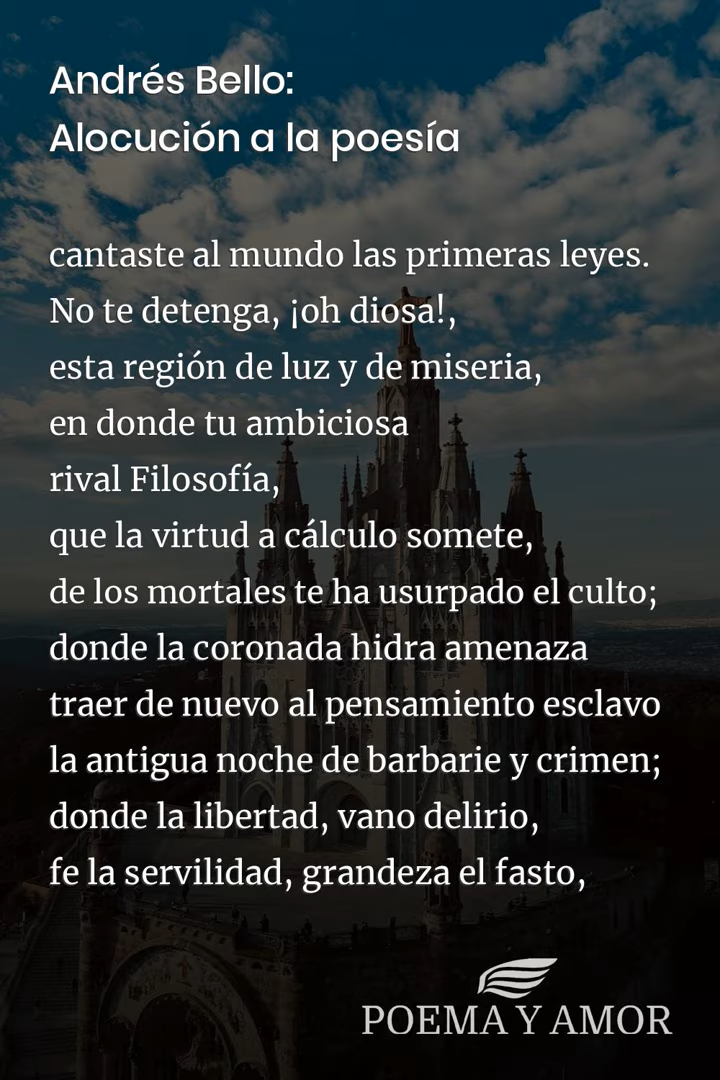 Andrés Bello:
Alocución a la poesía
cantaste al mundo las primeras leyes.
No te detenga, ¡oh diosa!,
esta región de luz y de miseria,
en donde tu ambiciosa
rival Filosofía,
que la virtud a cálculo somete,
de los mortales te ha usurpado el culto;
donde la coronada hidra amenaza
traer de nuevo al pensamiento esclavo
la antigua noche de barbarie y crimen;
donde la libertad, vano delirio,
fe la servilidad, grandeza el fasto,
POEMA Y AMOR